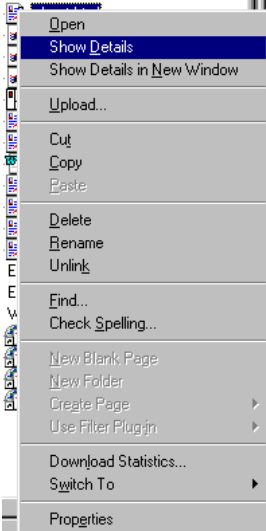 Open
Show Details
Show Details in New Window
Upload...
Cut
Copy
Paste
Delete
Rename
Unlink
Find...
Check Spelling...
New Blank Page
New Folder
Create Page
Use Filter Plug-in
Download Statistics...
Switch To
Properties